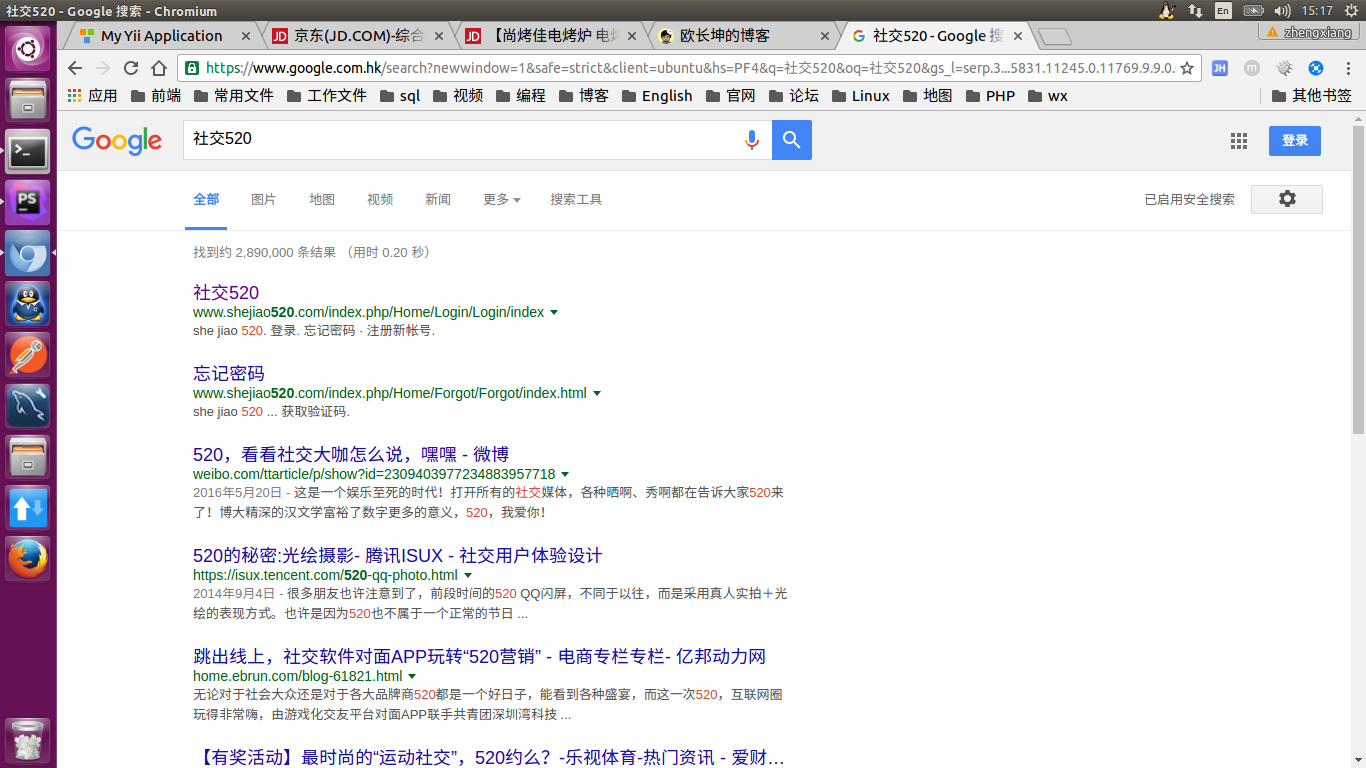 社交520 - Google 搜索 - Chromium
En
15:17
My Yii Application
京东(JD.COM)-综合
【尚烤佳电烤炉 电烤
欧长坤的博客
社交520 - Google 搜
zhengxiang
https://www.google.com.hk/search?newwindow=1&safe=strict&client=ubuntu&hs=PF4&q=社交520&oq=社交520&gs_l=serp.3...5831.11245.0.11769.9.9.0.
JH
m
应用
前端
常用文件
工作文件
sql
视频
编程
博客
English
官网
论坛
Linux
地图
PHP
wx
其他书签
PS
Google
社交520
登录
全部
图片
地图
视频
新闻
更多
搜索工具
已启用安全搜索
找到约 2,890,000 条结果 （用时 0.20 秒）
社交520
www.shejiao520.com/index.php/Home/Login/Login/index
she jiao 520. 登录. 忘记密码 · 注册新帐号.
忘记密码
www.shejiao520.com/index.php/Home/Forgot/Forgot/index.html
she jiao 520 ... 获取验证码.
520，看看社交大咖怎么说，嘿嘿 - 微博
weibo.com/ttarticle/p/show?id=2309403977234883957718
2016年5月20日 - 这是一个娱乐至死的时代！打开所有的社交媒体，各种晒啊、秀啊都在告诉大家520来
了！博大精深的汉文学富裕了数字更多的意义，520，我爱你！
520的秘密:光绘摄影- 腾讯ISUX - 社交用户体验设计
https://isux.tencent.com/520-qq-photo.html
2014年9月4日 - 很多朋友也许注意到了，前段时间的520 QQ闪屏，不同于以往，而是采用真人实拍＋光
绘的表现方式。也许是因为520也不属于一个正常的节日 ...
跳出线上，社交软件对面APP玩转“520营销” - 电商专栏专栏- 亿邦动力网
home.ebrun.com/blog-61821.html
无论对于社会大众还是对于各大品牌商520都是一个好日子，能看到各种盛宴，而这一次520，互联网圈
玩得非常嗨，由游戏化交友平台对面APP联手共青团深圳湾科技 ...
【有奖活动】最时尚的“运动社交”，520约么？-乐视体育-热门资讯 - 爱财…